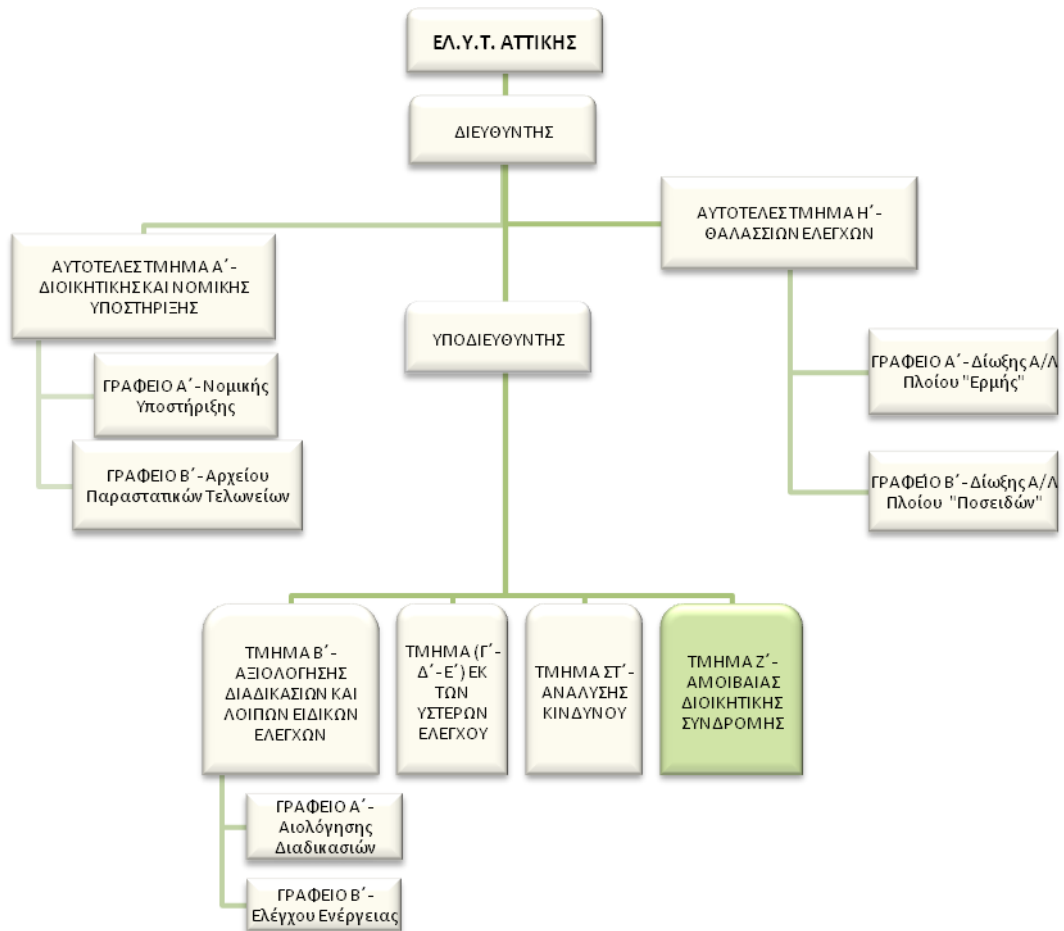 ΕΛ.Υ.Τ. ΑΤΤΙΚΗΣ
ΔΙΕΥΘΥΝΤΗΣ
ΑΥΤΟΤΕΛΕΣ ΤΜΗΜΑ Α΄-
ΔΙΟΙΚΗΤΙΚΗΣ ΚΑΙ ΝΟΜΙΚΗΣ
ΥΠΟΣΤΗΡΙΞΗΣ
ΓΡΑΦΕΙΟ Α΄- Νομικής
Υποστήριξης
ΓΡΑΦΕΙΟ Β΄- Αρχείου
Παραστατικών Τελωνείων
ΑΥΤΟΤΕΛΕΣ ΤΜΗΜΑ Η΄-
ΘΑΛΑΣΣΙΩΝ ΕΛΕΓΧΩΝ
ΓΡΑΦΕΙΟ Α΄- Δίωξης Α/Λ
Πλοίου "Ερμής"
ΓΡΑΦΕΊΟ Β΄- Δίωξης Α/Λ
Πλοίου "Ποσειδών"
ΥΠΟΔΙΕΥΘΥΝΤΗΣ
ΤΜΗΜΑ Β΄-
ΑΞΙΟΛΟΓΗΣΗΣ
ΔΙΑΔΙΚΑΣΙΩΝ ΚΑΙ
ΛΟΙΠΩΝ ΕΙΔΙΚΩΝ
ΕΛΕΓΧΩΝ
ΓΡΑΦΕΙΟ Α΄-
Αιολόγησης
Διαδικασιών
ΓΡΑΦΕΙΟ Β΄-
Ελέγχου Ενέργειας
ΤΜΗΜΑ (Γ΄-
Δ΄- Ε΄) ΕΚ
ΤΩΝ
ΥΣΤΕΡΩΝ
ΕΛΕΓΧΟΥ
ΤΜΗΜΑ ΣΤ΄-
ΑΝΑΛΥΣΗΣ
ΚΙΝΔΥΝΟΥ
ΤΜΗΜΑ Ζ΄-
ΑΜΟΙΒΑΙΑΣ
ΔΙΟΙΚΗΤΙΚΗΣ
ΣΥΝΔΡΟΜΗΣ